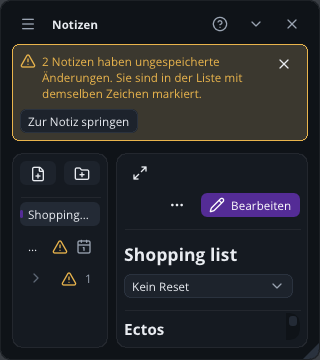 Notizen
2 Notizen haben ungespeicherte
Änderungen. Sie sind in der Liste mit
demselben Zeichen markiert.
Zur Notiz springen
Shopping...
...
1
Bearbeiten
Shopping list
Kein Reset
Ectos